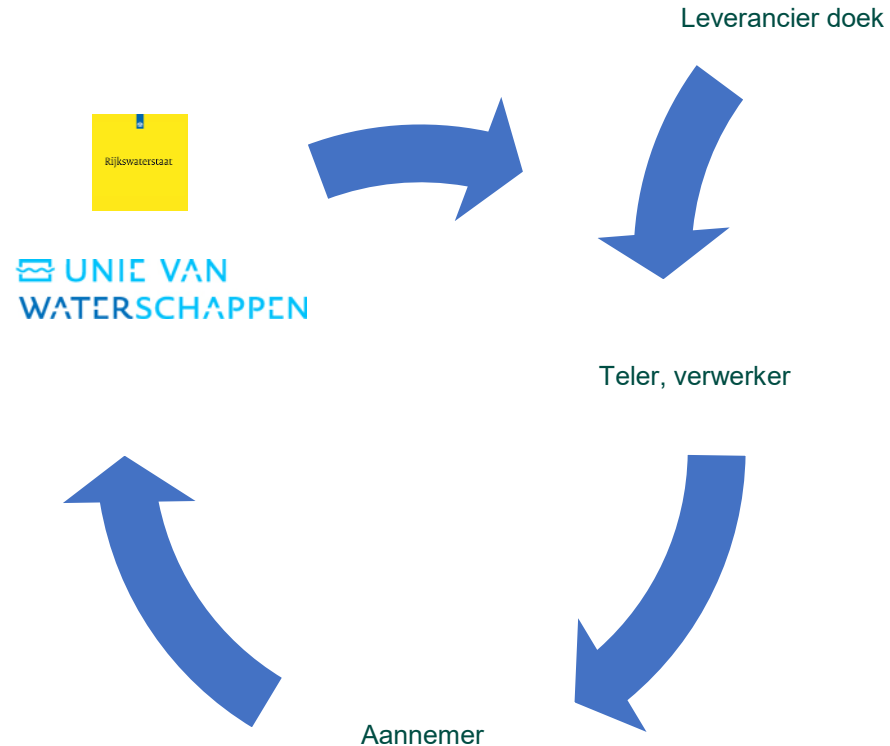 Leverancier doek
Rijkswaterstaat
UNIE VAN
WATERSCHAPPEN
Teler, verwerker
Aannemer